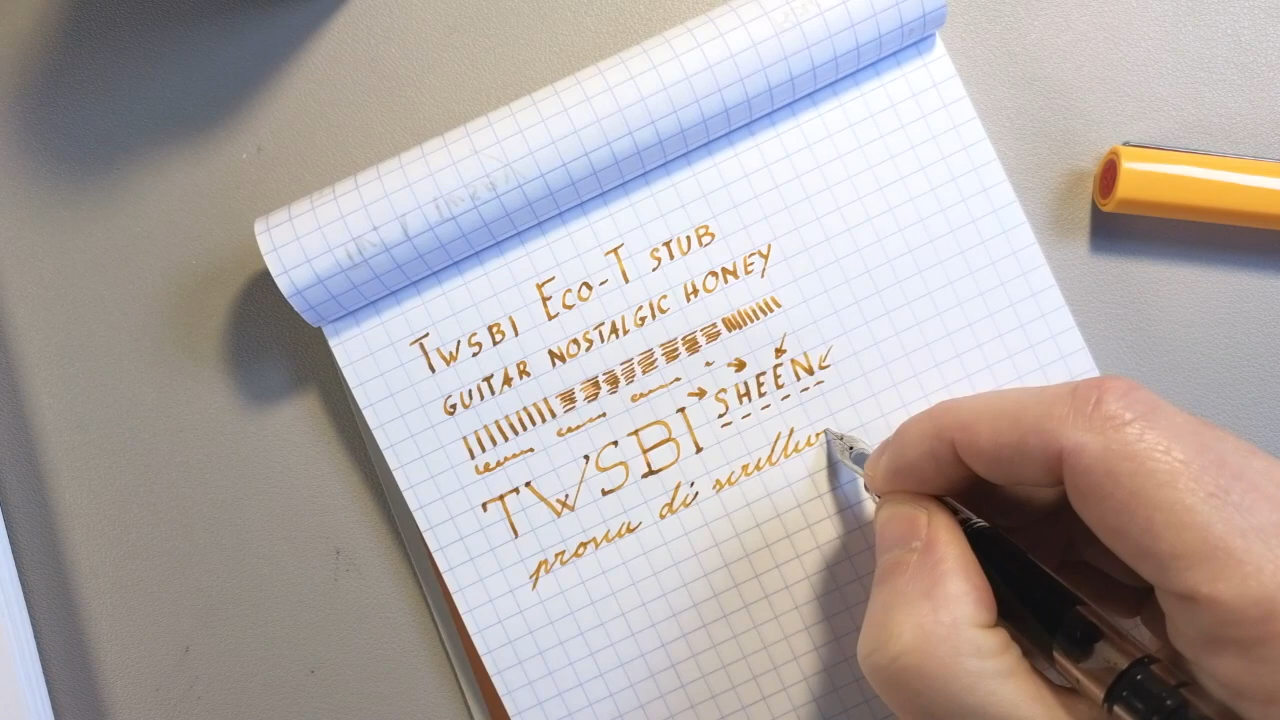 TWSBI ECO-T STUB
GUITAR NOSTALGIC HONEY
SHEEN
TWSBI
prova di